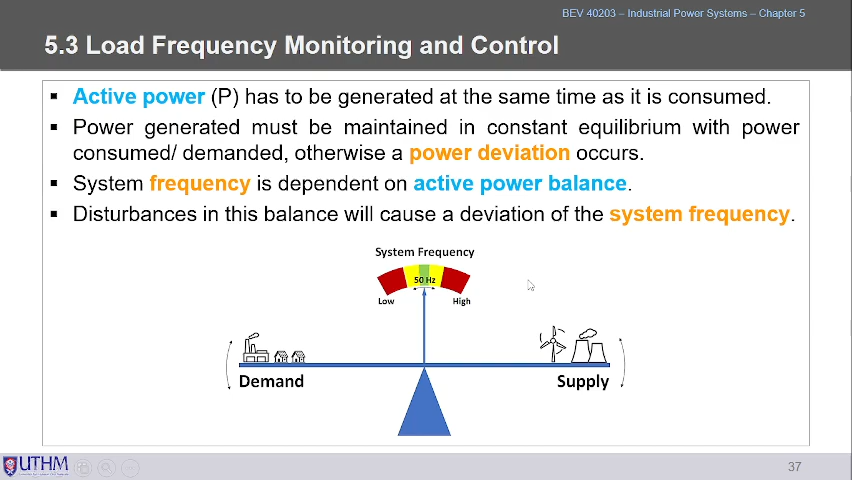 BEV 40203 – Industrial Power Systems – Chapter 5
5.3 Load Frequency Monitoring and Control
▪ Active power (P) has to be generated at the same time as it is consumed.
▪ Power generated must be maintained in constant equilibrium with power
consumed/ demanded, otherwise a power deviation occurs.
▪ System frequency is dependent on active power balance.
▪ Disturbances in this balance will cause a deviation of the system frequency.
System Frequency
50 Hz
Low High
Demand Supply
UTHM
37